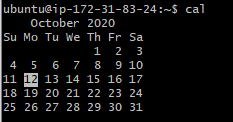 ubuntu@ip-172-31-83-24:~$ cal
    October 2020
Su Mo Tu We Th Fr Sa
             1  2  3
 4  5  6  7  8  9 10
11 12 13 14 15 16 17
18 19 20 21 22 23 24
25 26 27 28 29 30 31